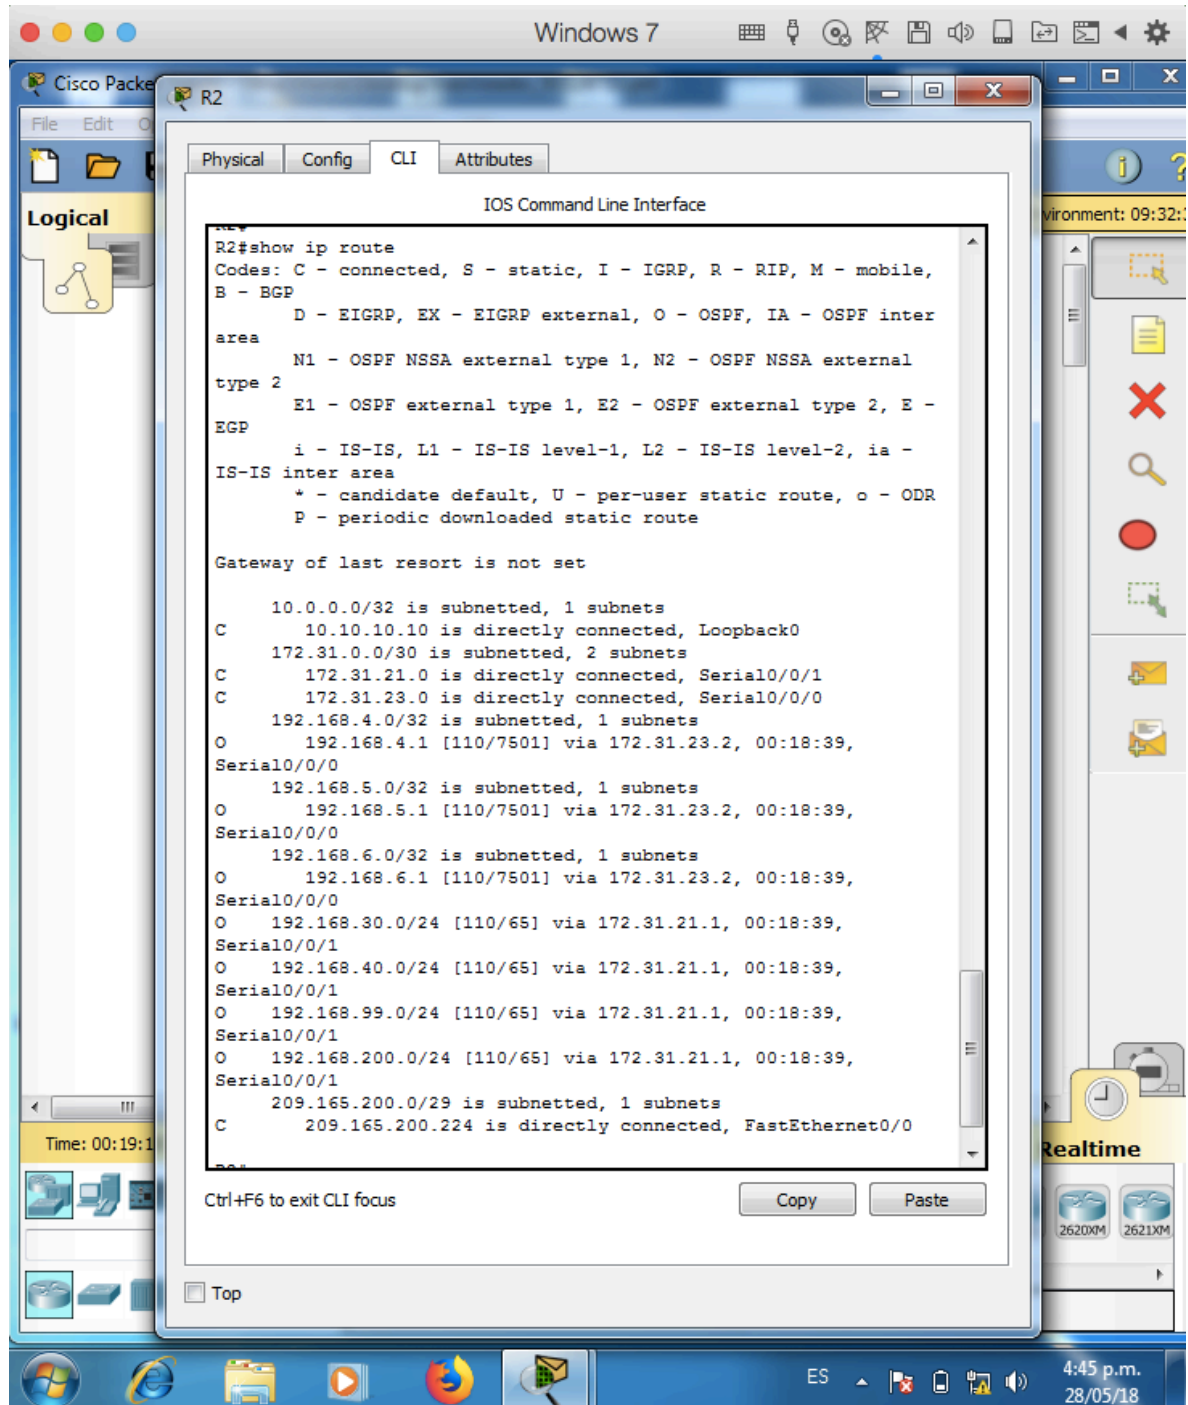 Windows 7
Cisco Packe
R2
File Edit O
Physical Config CLI Attributes
Logical
IOS Command Line Interface
vironment: 09:32:
R2#show ip route
Codes: C - connected, S - static, I - IGRP, R - RIP, M - mobile,
B - BGP
D - EIGRP, EX - EIGRP external, O - OSPF, IA - OSPF inter
area
N1 - OSPF NSSA external type 1, N2 - OSPF NSSA external
type 2
E1 - OSPF external type 1, E2 - OSPF external type 2, E -
EGP
i - IS-IS, L1 - IS-IS level-1, L2 - IS-IS level-2, ia -
IS-IS inter area
* - candidate default, U - per-user static route, o - ODR
P - periodic downloaded static route
Gateway of last resort is not set
10.0.0.0/32 is subnetted, 1 subnets
C 10.10.10.10 is directly connected, Loopback0
172.31.0.0/30 is subnetted, 2 subnets
C 172.31.21.0 is directly connected, Serial0/0/1
C 172.31.23.0 is directly connected, Serial0/0/0
192.168.4.0/32 is subnetted, 1 subnets
O 192.168.4.1 [110/7501] via 172.31.23.2, 00:18:39,
Serial0/0/0
192.168.5.0/32 is subnetted, 1 subnets
O 192.168.5.1 [110/7501] via 172.31.23.2, 00:18:39,
Serial0/0/0
192.168.6.0/32 is subnetted, 1 subnets
O 192.168.6.1 [110/7501] via 172.31.23.2, 00:18:39,
Serial0/0/0
O 192.168.30.0/24 [110/65] via 172.31.21.1, 00:18:39,
Serial0/0/1
O 192.168.40.0/24 [110/65] via 172.31.21.1, 00:18:39,
Serial0/0/1
O 192.168.99.0/24 [110/65] via 172.31.21.1, 00:18:39,
Serial0/0/1
O 192.168.200.0/24 [110/65] via 172.31.21.1, 00:18:39,
Serial0/0/1
209.165.200.0/29 is subnetted, 1 subnets
C 209.165.200.224 is directly connected, FastEthernet0/0
Time: 00:19:1
Realtime
Ctrl+F6 to exit CLI focus
Copy Paste
2620XM 2621XM
Top
ES
4:45 p.m.
28/05/18